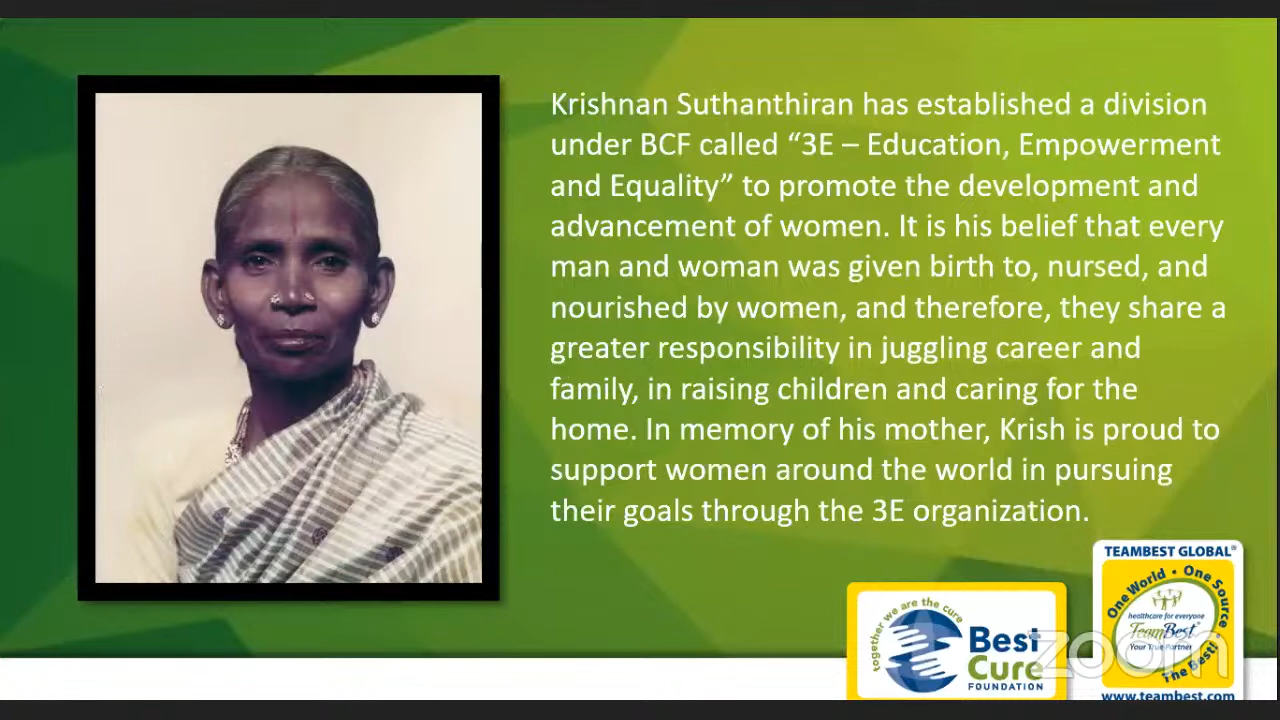 Krishnan Suthanthiran has established a division
under BCF called “3E – Education, Empowerment
and Equality” to promote the development and
advancement of women. It is his belief that every
man and woman was given birth to, nursed, and
nourished by women, and therefore, they share a
greater responsibility in juggling career and
family, in raising children and caring for the
home. In memory of his mother, Krish is proud to
support women around the world in pursuing
their goals through the 3E organization.
together we are the cure
Best
Cure
FOUNDATION
TEAMBEST GLOBAL®
One World • One Source
healthcare for everyone
TeamBest®
Your True Partner
The Best!
www.teambest.com
zoom